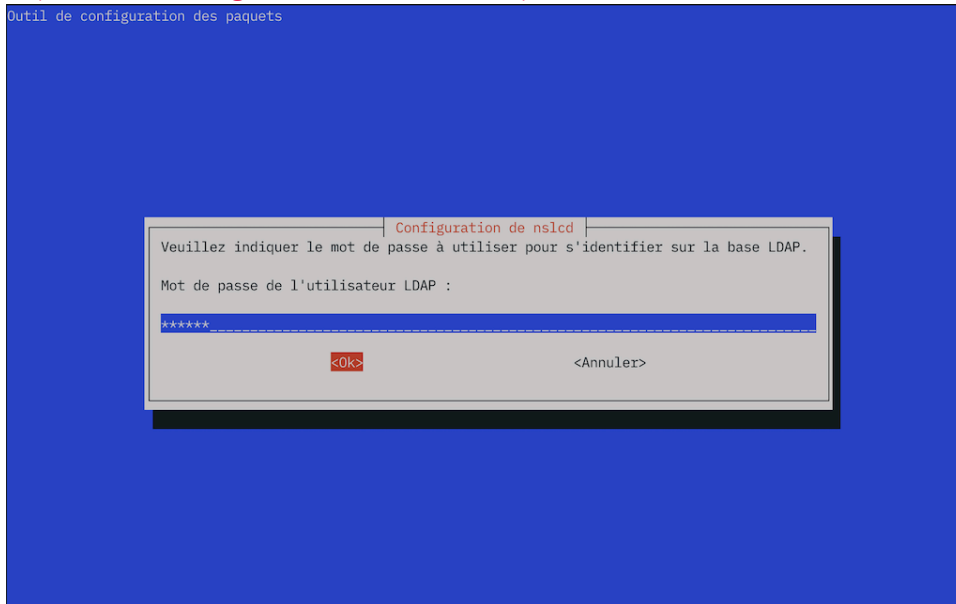 Outil de configuration des paquets
Configuration de nslcd
Veuillez indiquer le mot de passe à utiliser pour s'identifier sur la base LDAP.
Mot de passe de l'utilisateur LDAP :
******
<Ok> <Annuler>